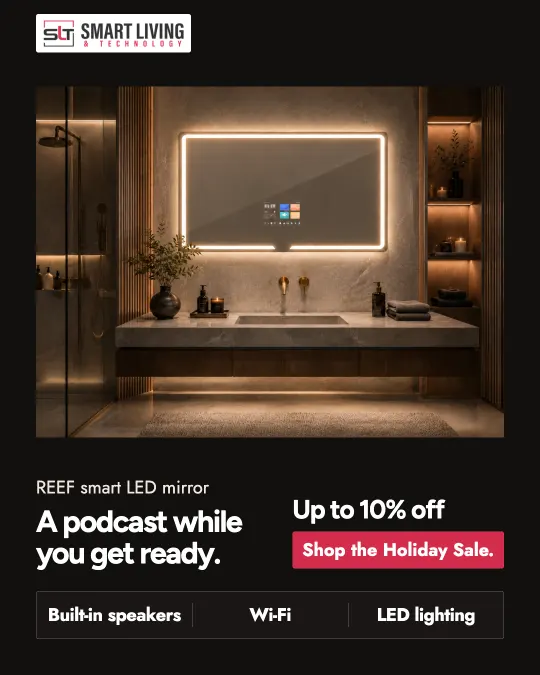 SLT SMART LIVING
& TECHNOLOGY
REEF smart LED mirror
A podcast while
you get ready.
Up to 10% off
Shop the Holiday Sale.
Built-in speakers
Wi-Fi
LED lighting